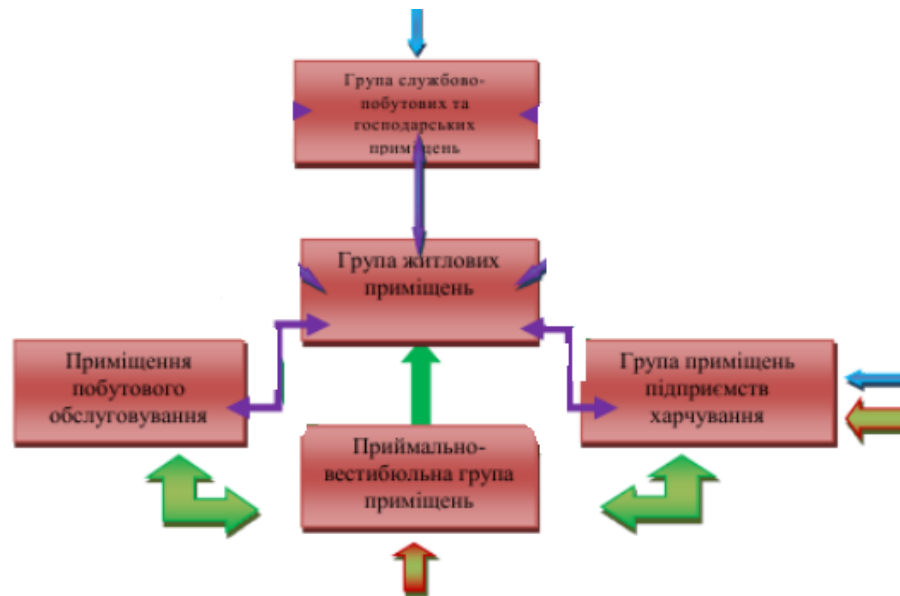 Група службово-
побутових та
господарських
приміщень
Група житлових
приміщень
Приміщення
побутового
обслуговування
Група приміщень
підприємств
харчування
Приймально-
вестибюльна група
приміщень